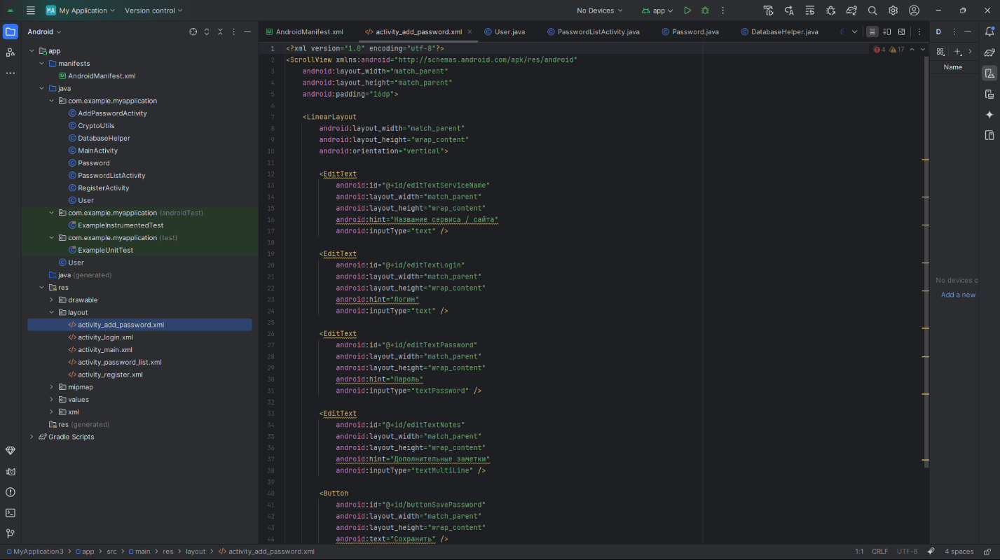 MA My Application Version control No Devices app
Android
app
manifests
AndroidManifest.xml
java
com.example.myapplication
AddPasswordActivity
CryptoUtils
DatabaseHelper
MainActivity
Password
PasswordListActivity
RegisterActivity
User
com.example.myapplication (androidTest)
ExampleInstrumentedTest
com.example.myapplication (test)
ExampleUnitTest
User
java (generated)
res
drawable
layout
activity_add_password.xml
activity_login.xml
activity_main.xml
activity_password_list.xml
activity_register.xml
mipmap
values
xml
res (generated)
Gradle Scripts
AndroidManifest.xml activity_add_password.xml User.java PasswordListActivity.java Password.java DatabaseHelper.java
4 17
1 <?xml version="1.0" encoding="utf-8"?>
2 <ScrollView xmlns:android="http://schemas.android.com/apk/res/android"
3 android:layout_width="match_parent"
4 android:layout_height="match_parent"
5 android:padding="16dp">
6
7 <LinearLayout
8 android:layout_width="match_parent"
9 android:layout_height="wrap_content"
10 android:orientation="vertical">
11
12 <EditText
13 android:id="@+id/editTextServiceName"
14 android:layout_width="match_parent"
15 android:layout_height="wrap_content"
16 android:hint="Название сервиса / сайта"
17 android:inputType="text" />
18
19 <EditText
20 android:id="@+id/editTextLogin"
21 android:layout_width="match_parent"
22 android:layout_height="wrap_content"
23 android:hint="Логин"
24 android:inputType="text" />
25
26 <EditText
27 android:id="@+id/editTextPassword"
28 android:layout_width="match_parent"
29 android:layout_height="wrap_content"
30 android:hint="Пароль"
31 android:inputType="textPassword" />
32
33 <EditText
34 android:id="@+id/editTextNotes"
35 android:layout_width="match_parent"
36 android:layout_height="wrap_content"
37 android:hint="Дополнительные заметки"
38 android:inputType="textMultiLine" />
39
40 <Button
41 android:id="@+id/buttonSavePassword"
42 android:layout_width="match_parent"
43 android:layout_height="wrap_content"
44 android:text="Сохранить" />
D
Name
No devices c
Add a new
MyApplication3 > app > src > main > res > layout > activity_add_password.xml
1:1 CRLF UTF-8 4 spaces